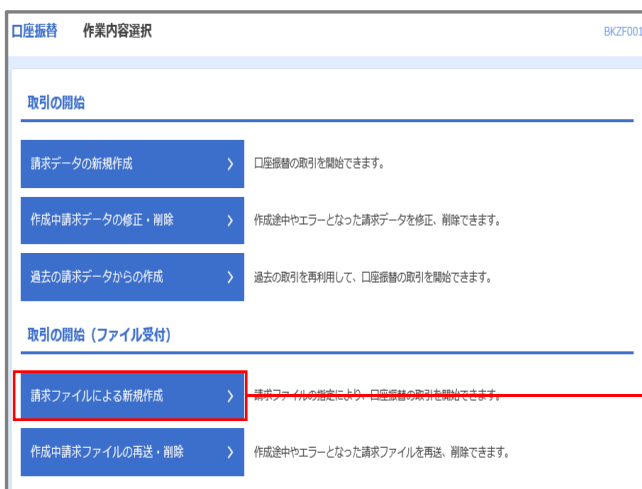 口座振替 作業内容選択 BKZF001
取引の開始
請求データの新規作成 口座振替の取引を開始できます。
作成中請求データの修正・削除 作成途中やエラーとなった請求データを修正、削除できます。
過去の請求データからの作成 過去の取引を再利用して、口座振替の取引を開始できます。
取引の開始（ファイル受付）
請求ファイルによる新規作成 請求ファイルの指定により、口座振替の取引を開始できます。
作成中請求ファイルの再送・削除 作成途中やエラーとなった請求ファイルを再送、削除できます。